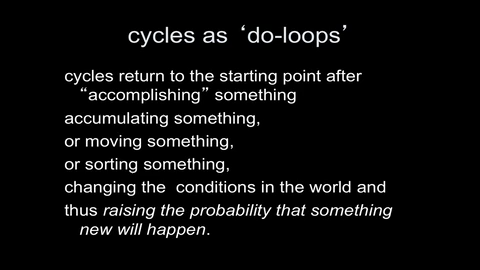 cycles as ‘do-loops’
cycles return to the starting point after
“accomplishing” something
accumulating something,
or moving something,
or sorting something,
changing the  conditions in the world and
thus raising the probability that something
new will happen.